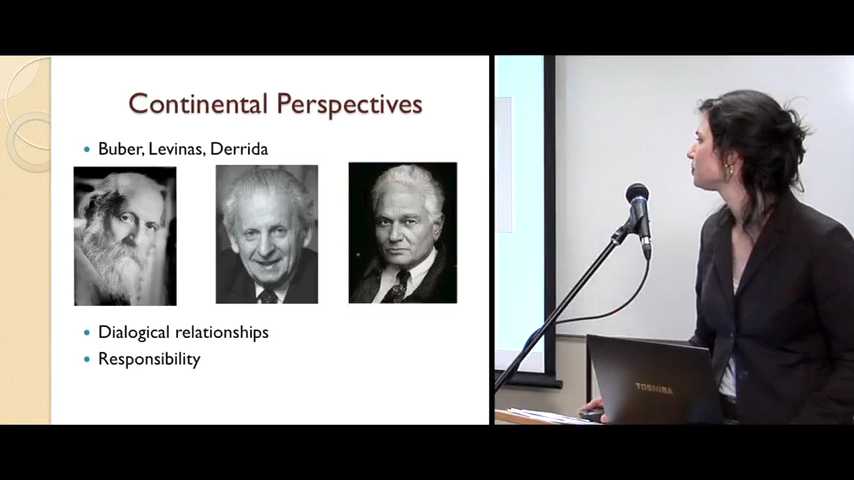 Continental Perspectives
Buber, Levinas, Derrida
Dialogical relationships
Responsibility
TOSHIBA